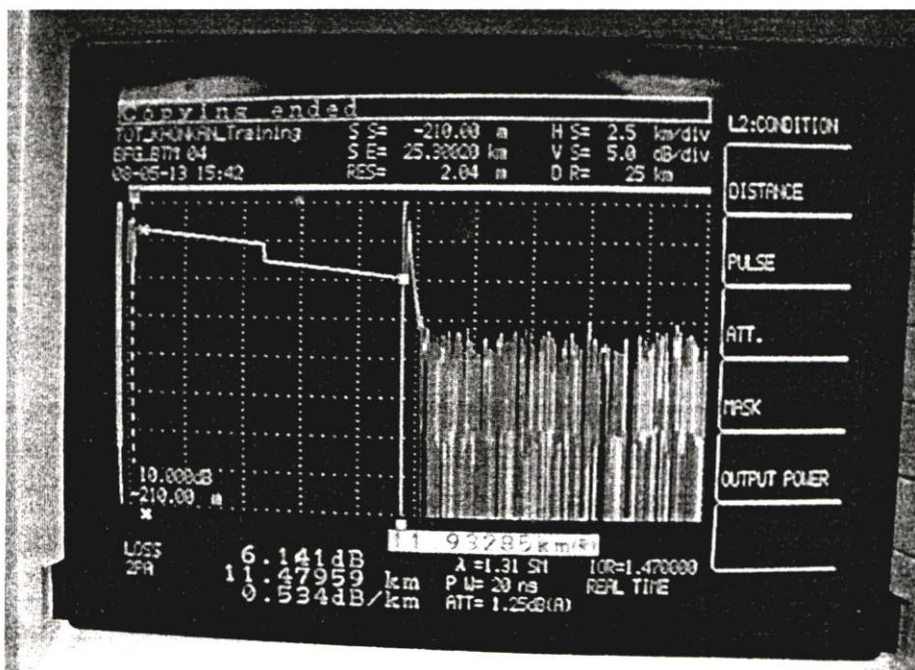 Copying ended
TOT_KHONKAN_Training S S= -210.00 m H S= 2.5 km/div
BFG_BTM 04 S E= 25.30020 km V S= 5.0 dB/div
08-05-13 15:42 RES= 2.04 m D R= 25 km
L2:CONDITION
DISTANCE
PULSE
ATT.
MASK
OUTPUT POWER
10.000dB
-210.00 m
11.93285km(R)
LOSS 6.141dB λ =1.31 SM IOR=1.470000
2PA 11.47959 km P W= 20 ns REAL TIME
0.534dB/km ATT= 1.25dB(A)